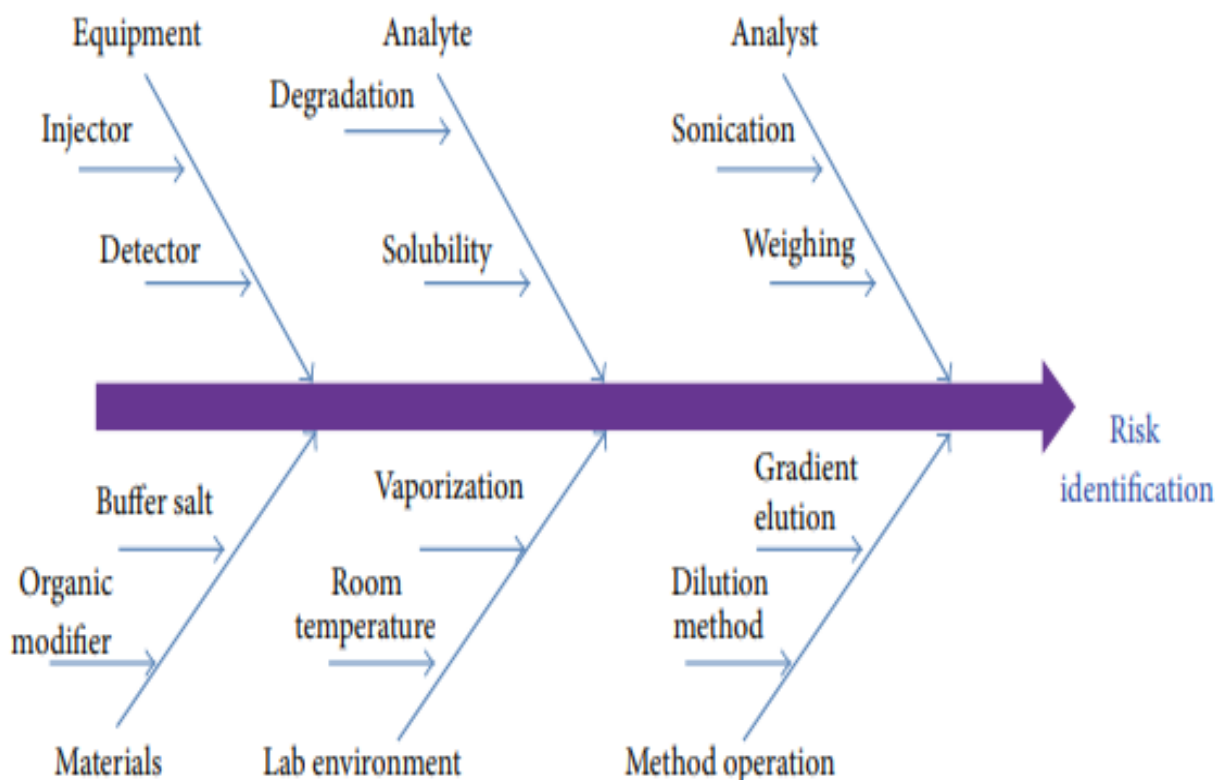 Equipment
Analyte
Analyst
Degradation
Injector
Sonication
Detector
Solubility
Weighing
Risk
identification
Buffer salt
Vaporization
Gradient
elution
Organic
modifier
Room
temperature
Dilution
method
Materials
Lab environment
Method operation